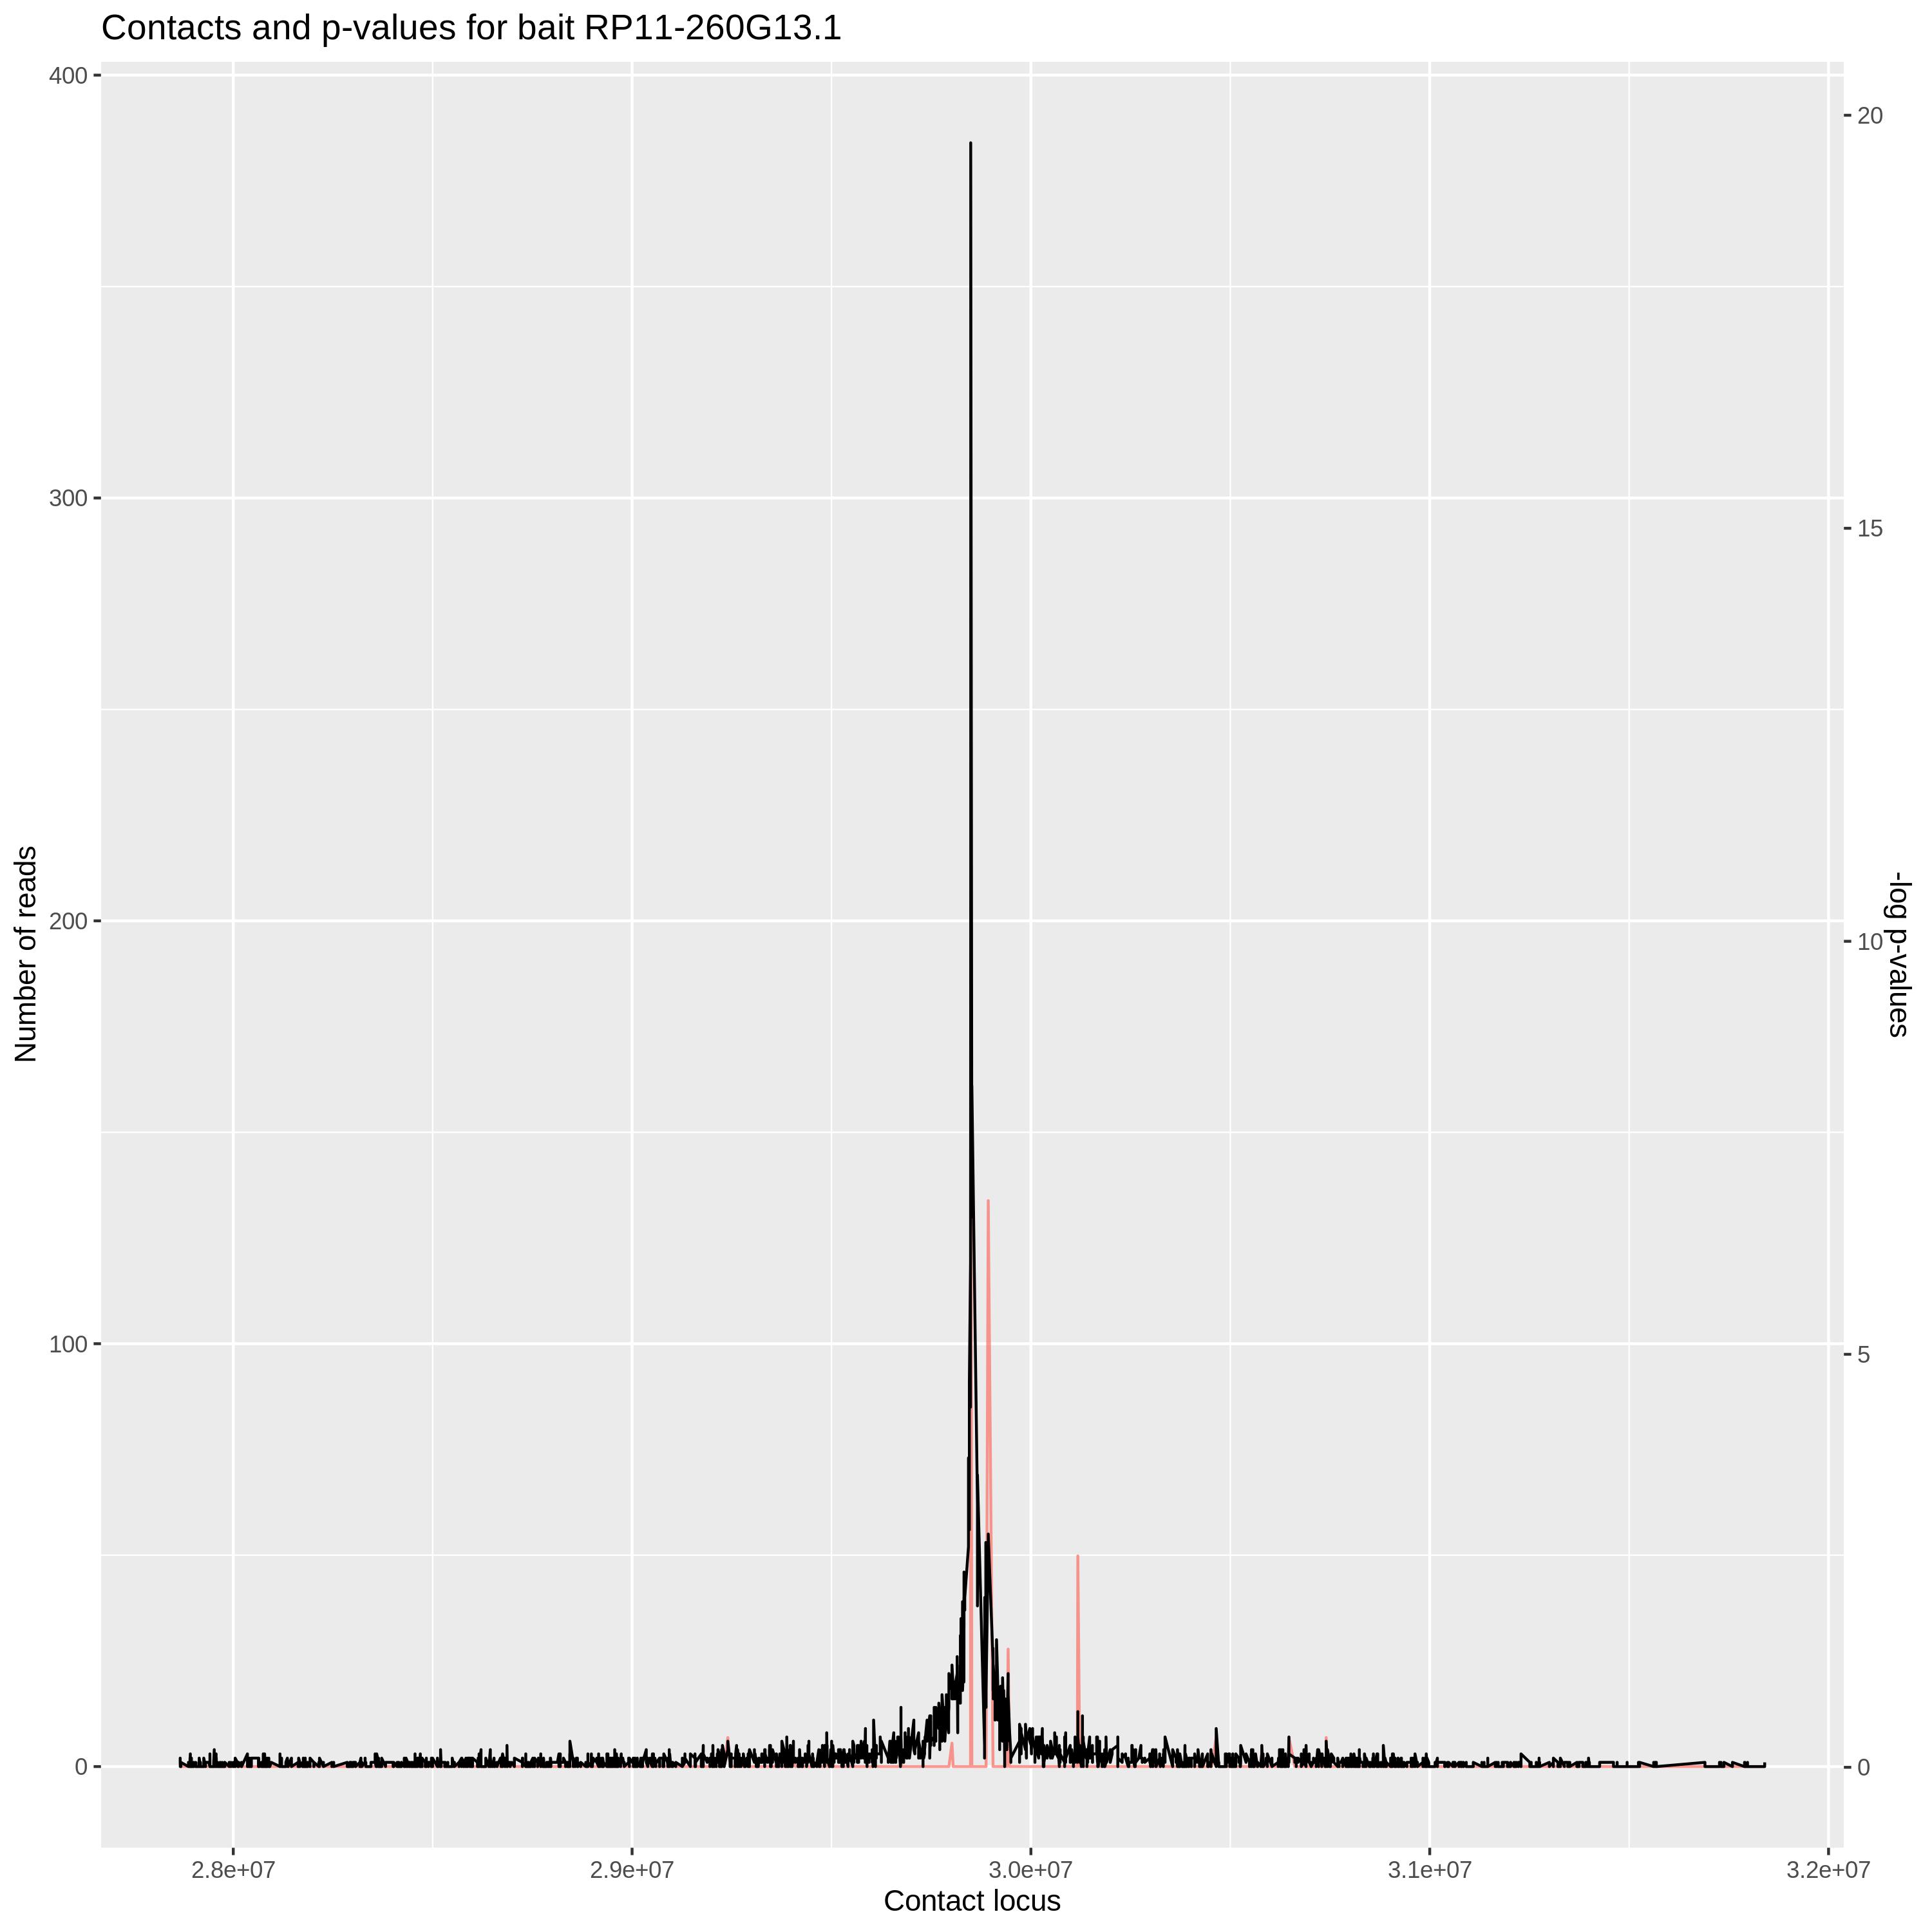 Contacts and p-values for bait RP11-260G13.1
400
300
200
100
0
Number of reads
20
15
10
5
0
-log p-values
2.8e+07
2.9e+07
3.0e+07
3.1e+07
3.2e+07
Contact locus